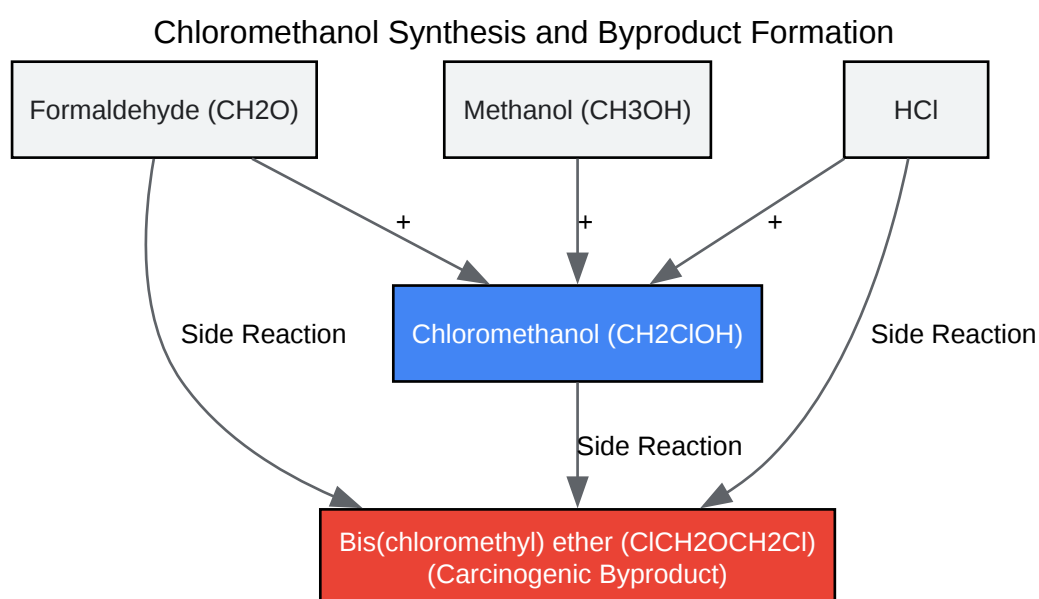 Chloromethanol Synthesis and Byproduct Formation
Formaldehyde (CH2O)
Methanol (CH3OH)
HCl
+
+
+
Side Reaction
Chloromethanol (CH2ClOH)
Side Reaction
Side Reaction
Bis(chloromethyl) ether (ClCH2OCH2Cl)
(Carcinogenic Byproduct)